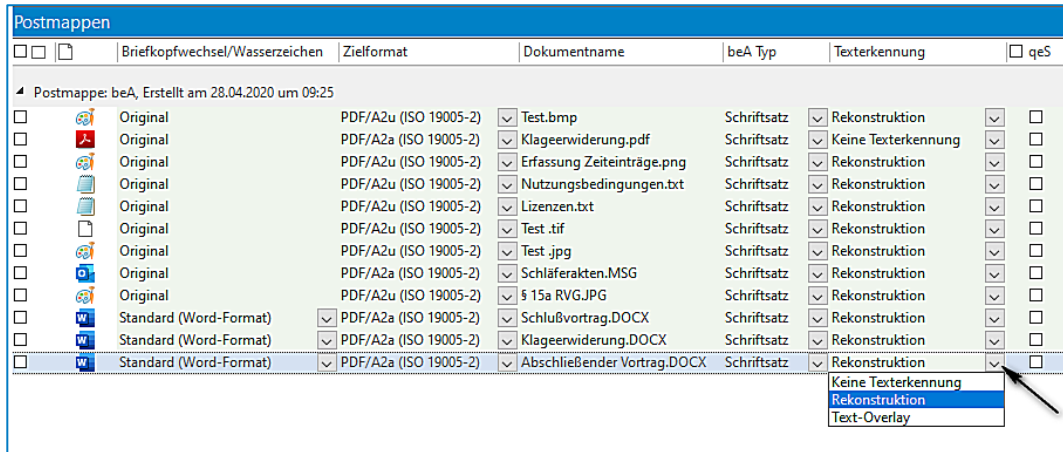 Postmappen
Briefkopfwechsel/Wasserzeichen Zielformat Dokumentname beA Typ Texterkennung qeS
Postmappe: beA, Erstellt am 28.04.2020 um 09:25
Original PDF/A2u (ISO 19005-2) Test.bmp Schriftsatz Rekonstruktion
Original PDF/A2a (ISO 19005-2) Klageerwiderung.pdf Schriftsatz Keine Texterkennung
Original PDF/A2u (ISO 19005-2) Erfassung Zeiteinträge.png Schriftsatz Rekonstruktion
Original PDF/A2u (ISO 19005-2) Nutzungsbedingungen.txt Schriftsatz Rekonstruktion
Original PDF/A2u (ISO 19005-2) Lizenzen.txt Schriftsatz Rekonstruktion
Original PDF/A2u (ISO 19005-2) Test .tif Schriftsatz Rekonstruktion
Original PDF/A2u (ISO 19005-2) Test .jpg Schriftsatz Rekonstruktion
Original PDF/A2a (ISO 19005-2) Schläferakten.MSG Schriftsatz Rekonstruktion
Original PDF/A2u (ISO 19005-2) § 15a RVG.JPG Schriftsatz Rekonstruktion
Standard (Word-Format) PDF/A2a (ISO 19005-2) Schlußvortrag.DOCX Schriftsatz Rekonstruktion
Standard (Word-Format) PDF/A2a (ISO 19005-2) Klageerwiderung.DOCX Schriftsatz Rekonstruktion
Standard (Word-Format) PDF/A2a (ISO 19005-2) Abschließender Vortrag.DOCX Schriftsatz Rekonstruktion
Keine Texterkennung
Rekonstruktion
Text-Overlay